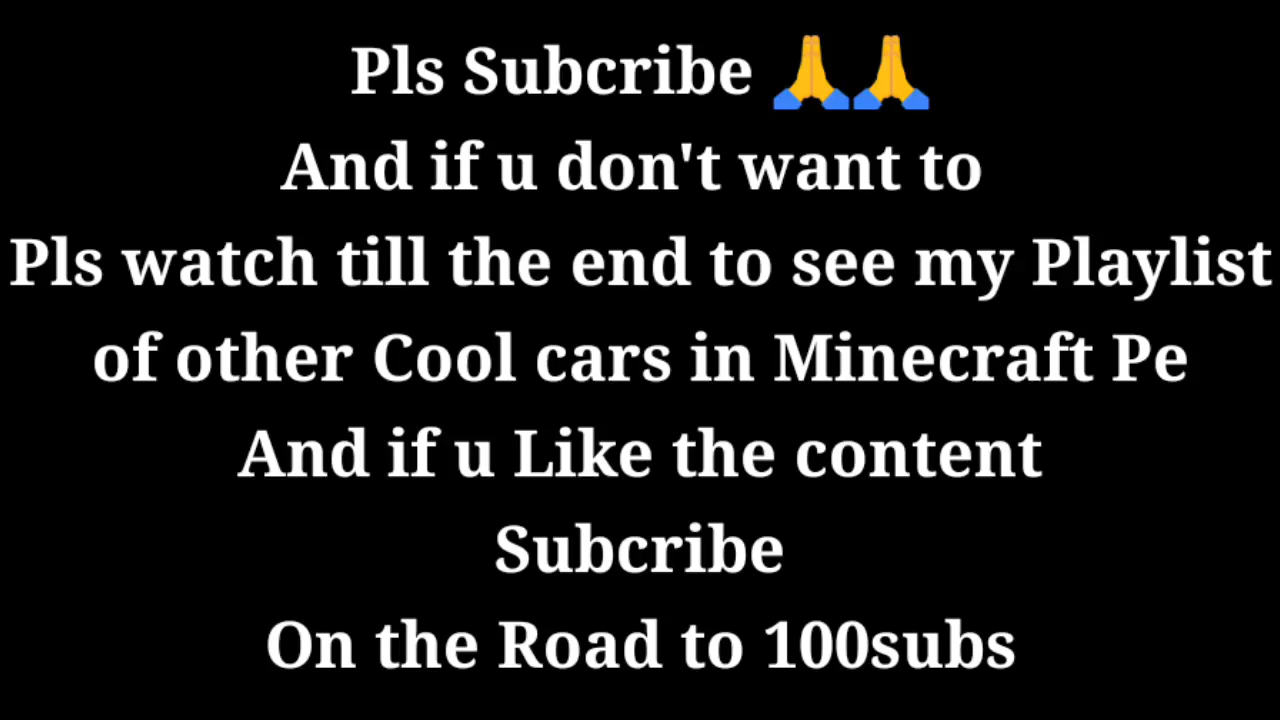 Pls Subcribe 🙏🙏
And if u don't want to
Pls watch till the end to see my Playlist
of other Cool cars in Minecraft Pe
And if u Like the content
Subcribe
On the Road to 100subs